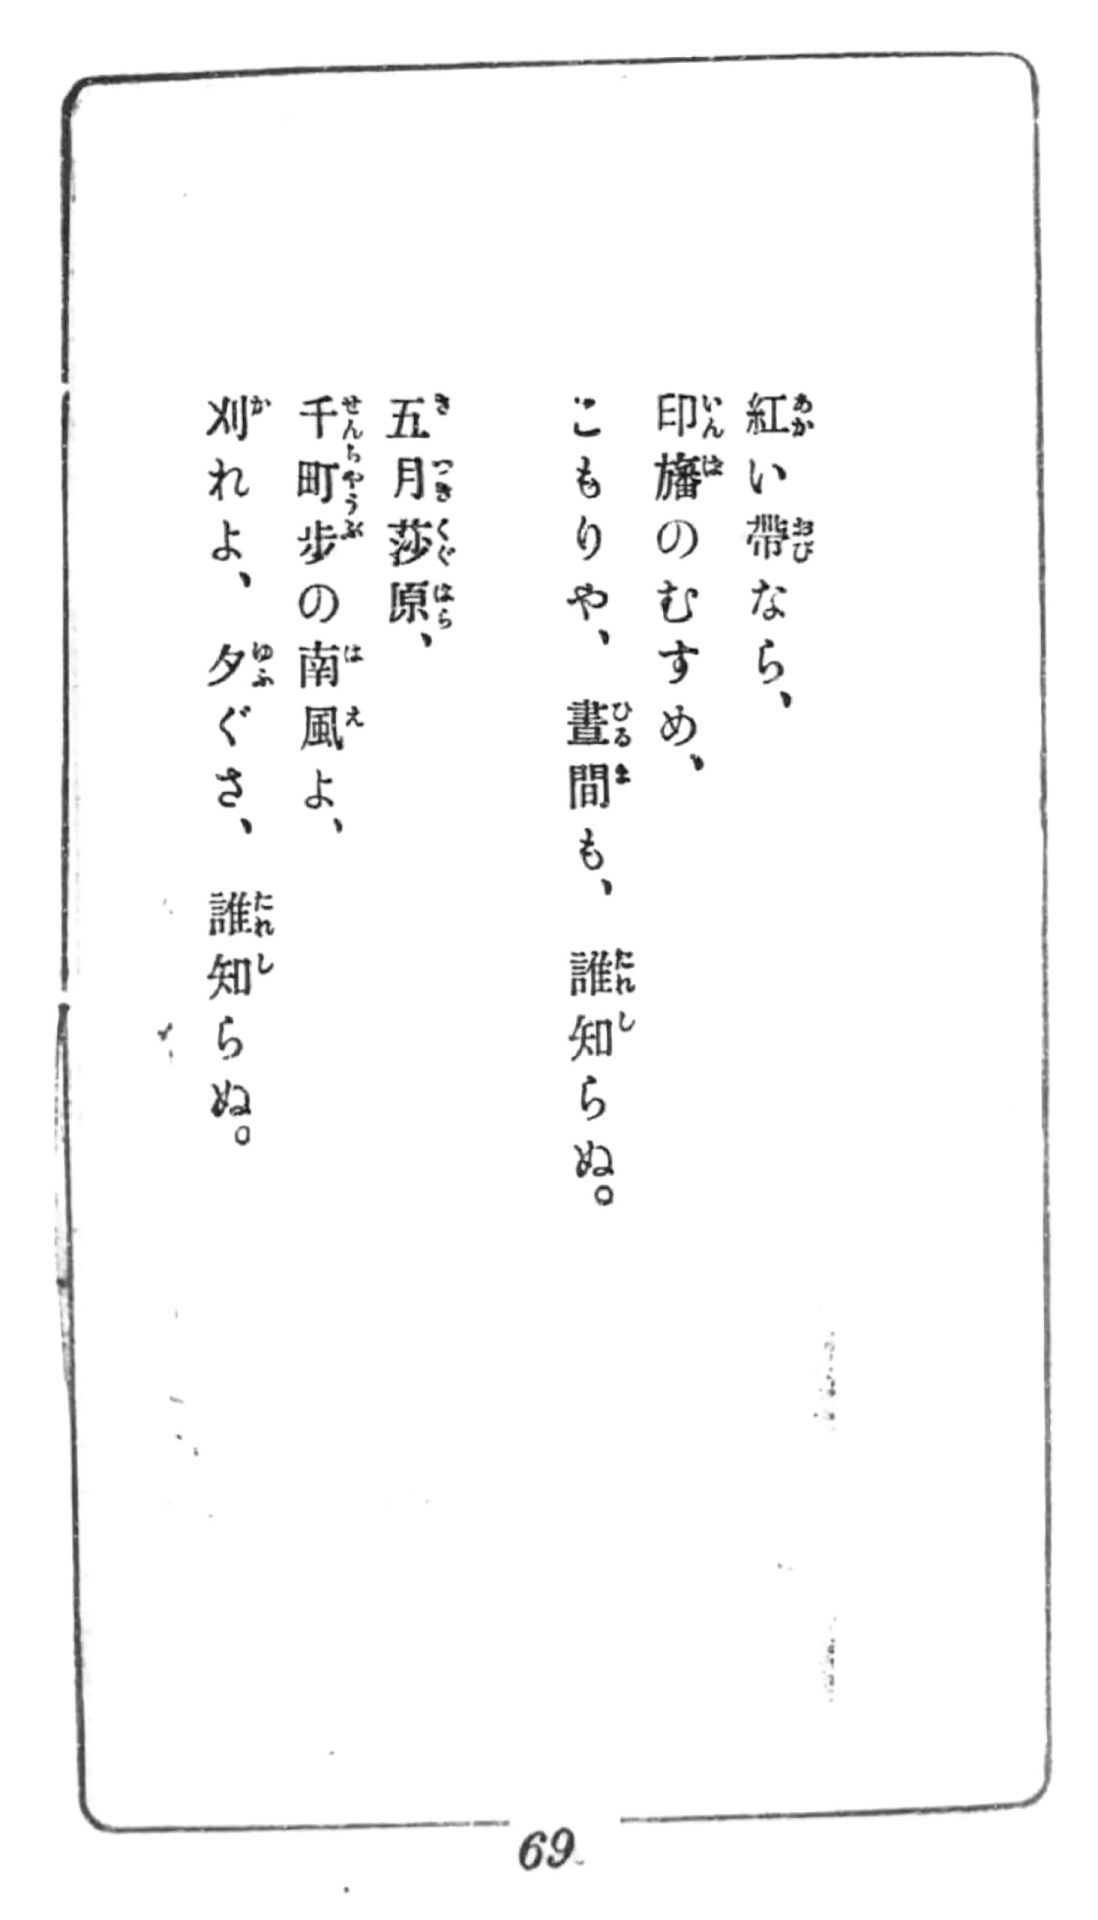 紅い帶なら、
印旛のむすめ、
こもりや、晝間も、誰知らぬ。
五月莎原、
千町步の南風よ、
刈れよ、夕ぐさ、誰知らぬ。
69